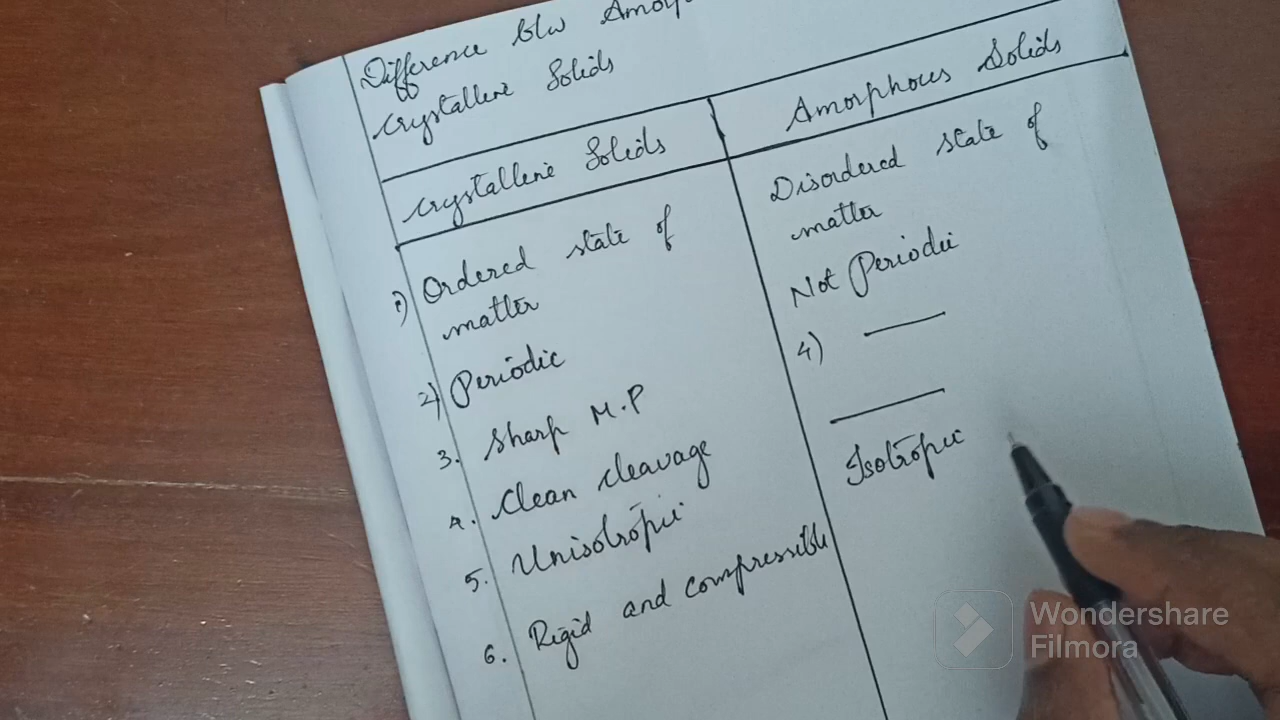 Difference b/w Amorp
crystalline Solids
crystalline Solids
Amorphous Solids
1) Ordered state of
matter
2) Periodic
3. Sharp M.P
4. Clean cleavage
5. Unisotropic
6. Rigid and compressible
Disordered state of
matter
Not Periodic
4) —
—
Isotropic
Wondershare
Filmora